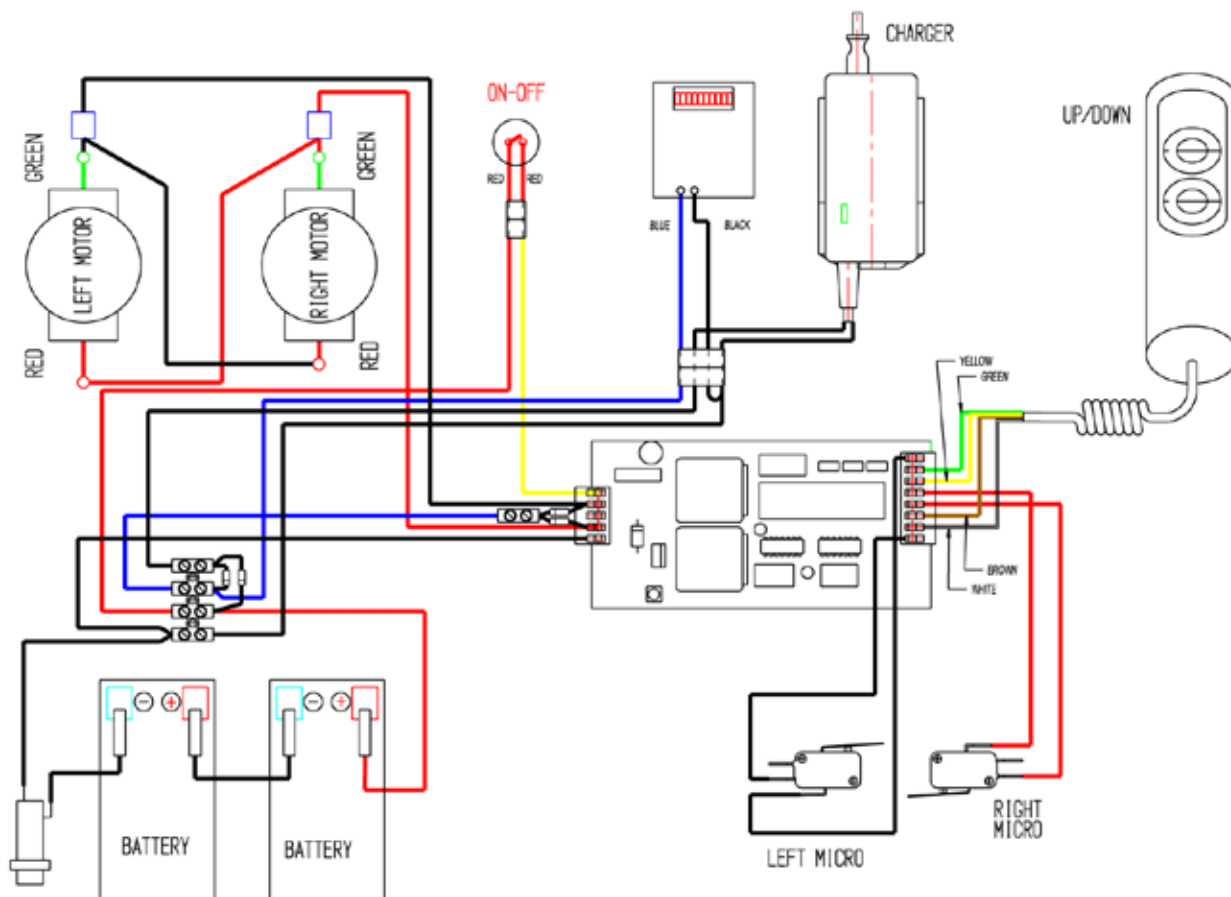 CHARGER
ON-OFF
UP/DOWN
GREEN
GREEN
RED
RED
LEFT MOTOR
RIGHT MOTOR
BLUE
BLACK
RED
RED
YELLOW
GREEN
BROWN
WHITE
BATTERY
BATTERY
LEFT MICRO
RIGHT
MICRO